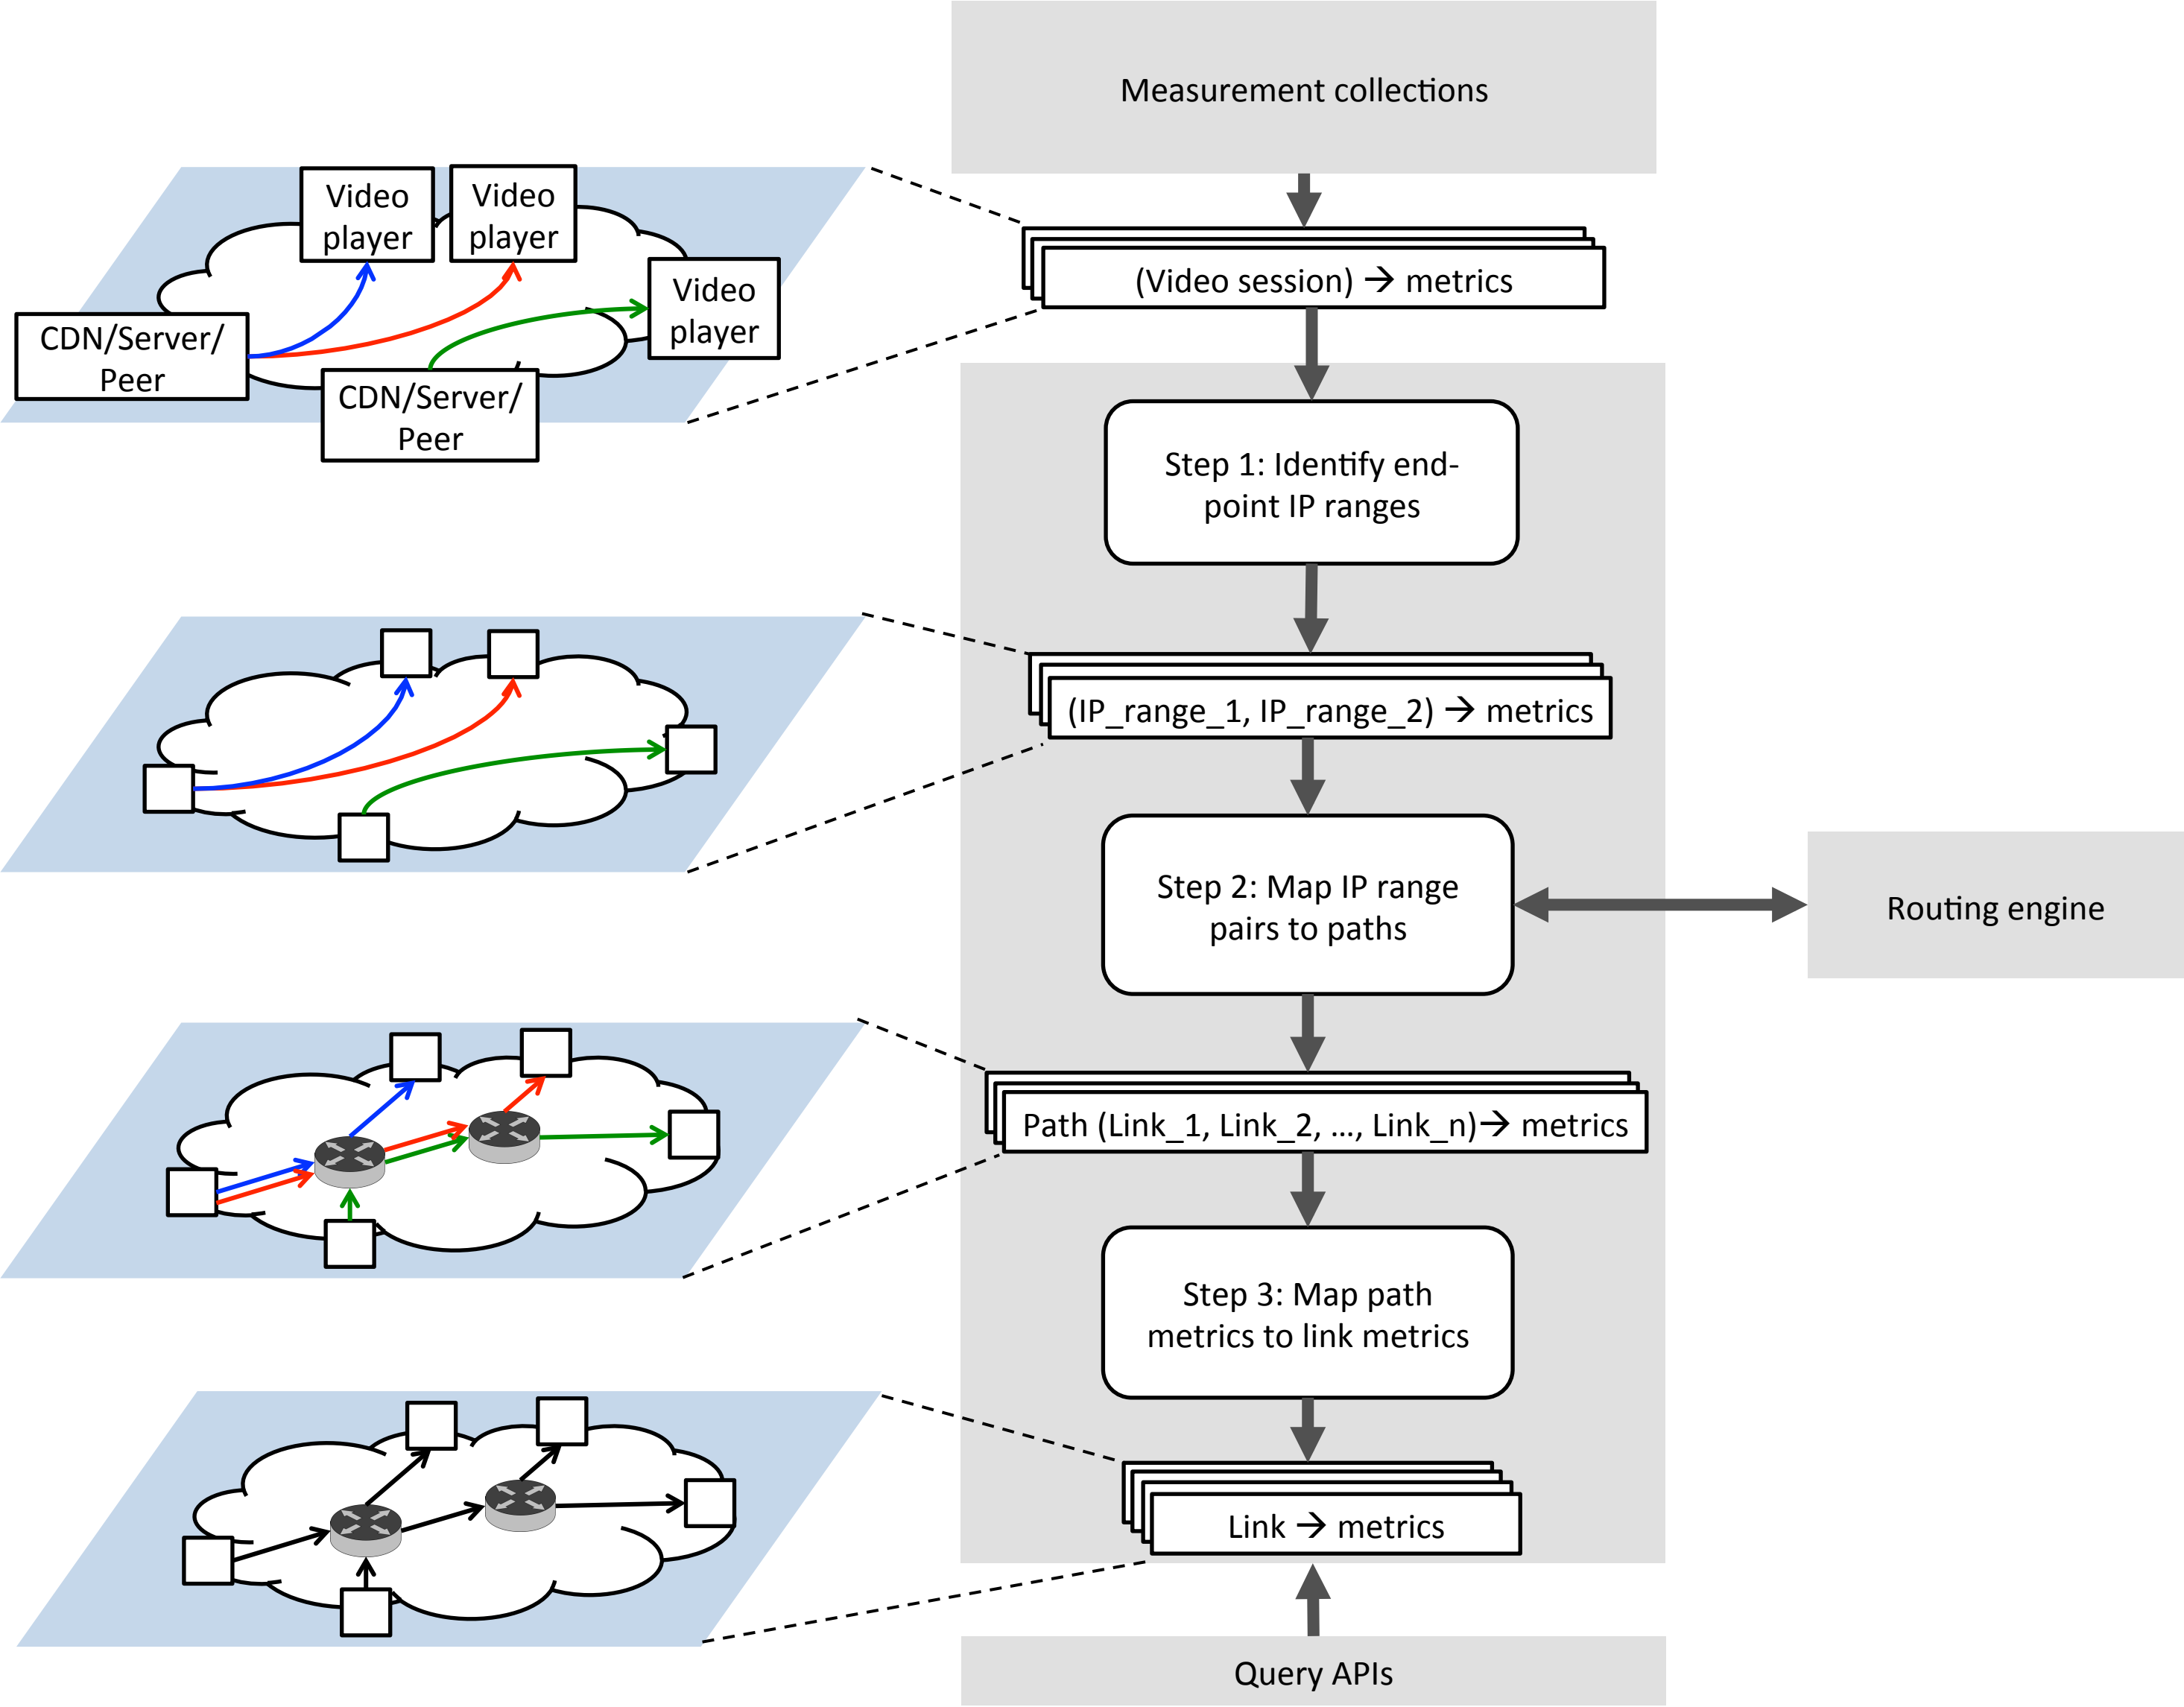 Measurement collections
Video
player
Video
player
Video
player
CDN/Server/
Peer
CDN/Server/
Peer
(Video session) → metrics
Step 1: Identify end-
point IP ranges
(IP_range_1, IP_range_2) → metrics
Step 2: Map IP range
pairs to paths
Routing engine
Path (Link_1, Link_2, …, Link_n)→ metrics
Step 3: Map path
metrics to link metrics
Link → metrics
Query APIs